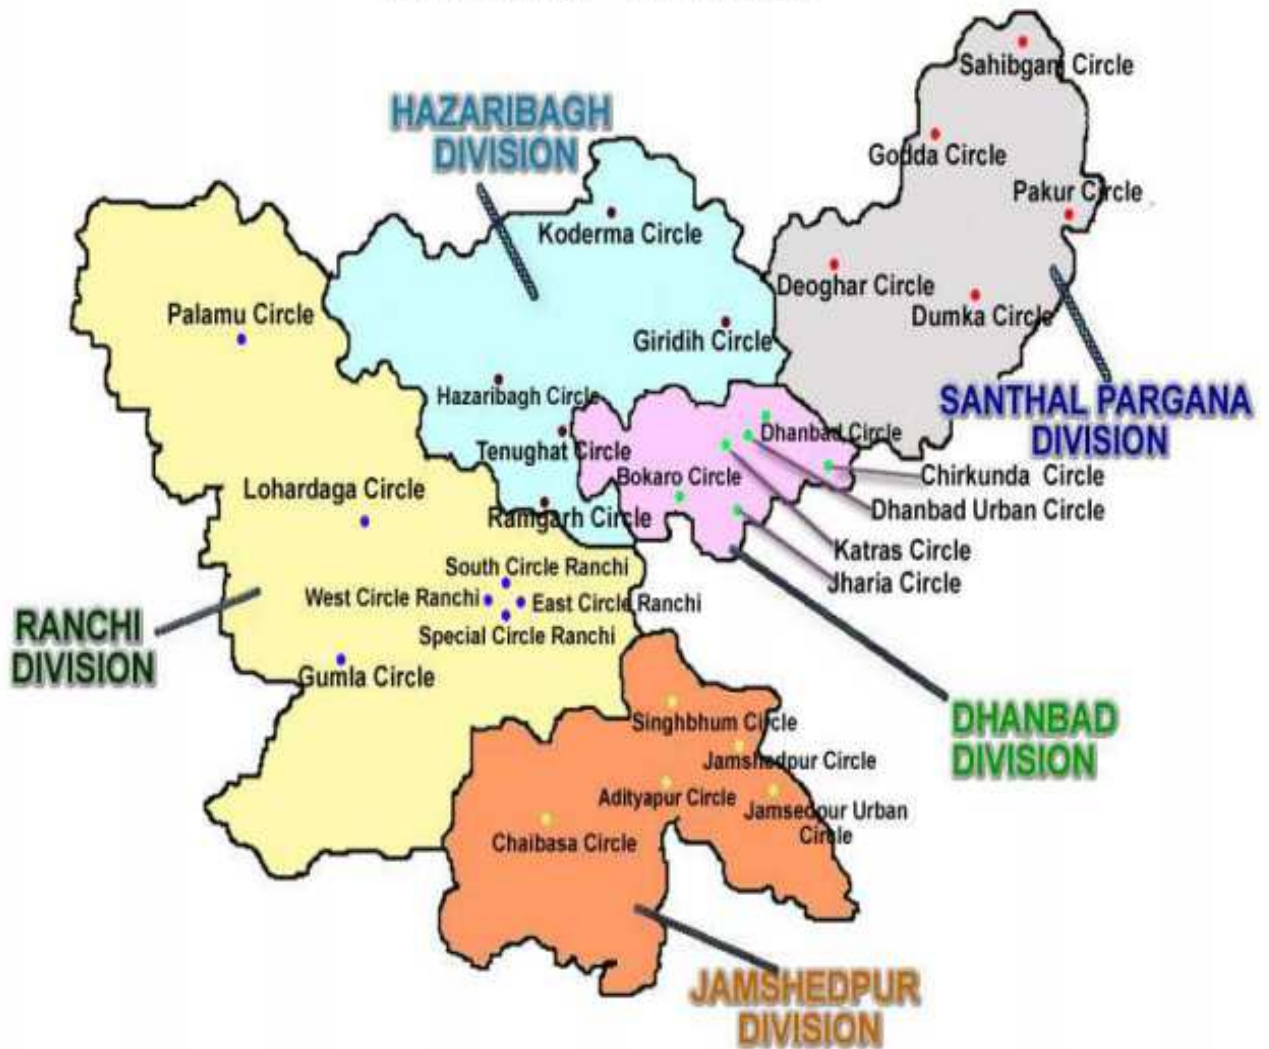 Sahibganj Circle
HAZARIBAGH
DIVISION
Godda Circle
Pakur Circle
Koderma Circle
Deoghar Circle
Palamu Circle
Dumka Circle
Giridih Circle
Hazaribagh Circle
SANTHAL PARGANA
DIVISION
Dhanbad Circle
Tenughat Circle
Bokaro Circle
Chirkunda Circle
Lohardaga Circle
Dhanbad Urban Circle
Ramgarh Circle
Katras Circle
South Circle Ranchi
Jharia Circle
West Circle Ranchi
East Circle Ranchi
RANCHI
DIVISION
Special Circle Ranchi
Gumla Circle
DHANBAD
DIVISION
Singhbhum Circle
Jamshedpur Circle
Adityapur Circle
Jamsedpur Urban
Circle
Chaibasa Circle
JAMSHEDPUR
DIVISION